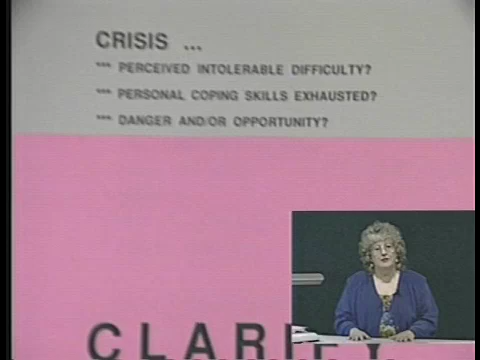 CRISIS ...
*** PERCEIVED INTOLERABLE DIFFICULTY?
*** PERSONAL COPING SKILLS EXHAUSTED?
*** DANGER AND/OR OPPORTUNITY?